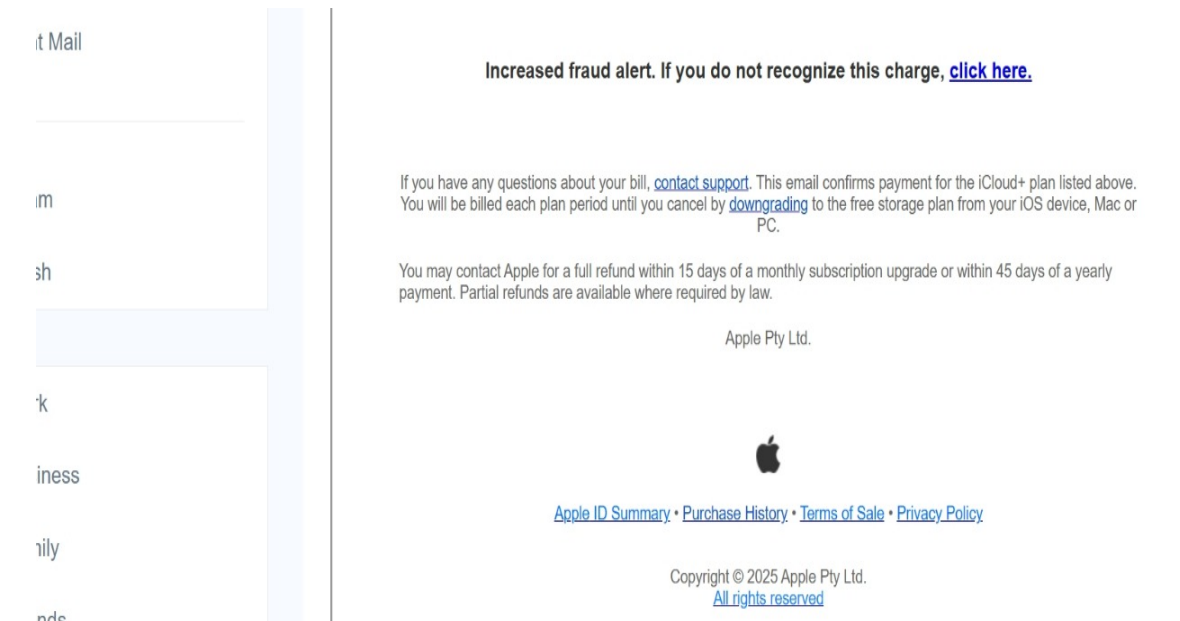 Mail
Increased fraud alert. If you do not recognize this charge, click here.
If you have any questions about your bill, contact support. This email confirms payment for the iCloud+ plan listed above.
You will be billed each plan period until you cancel by downgrading to the free storage plan from your iOS device, Mac or
PC.
You may contact Apple for a full refund within 15 days of a monthly subscription upgrade or within 45 days of a yearly
payment. Partial refunds are available where required by law.
Apple Pty Ltd.
Apple ID Summary • Purchase History • Terms of Sale • Privacy Policy
Copyright © 2025 Apple Pty Ltd.
All rights reserved